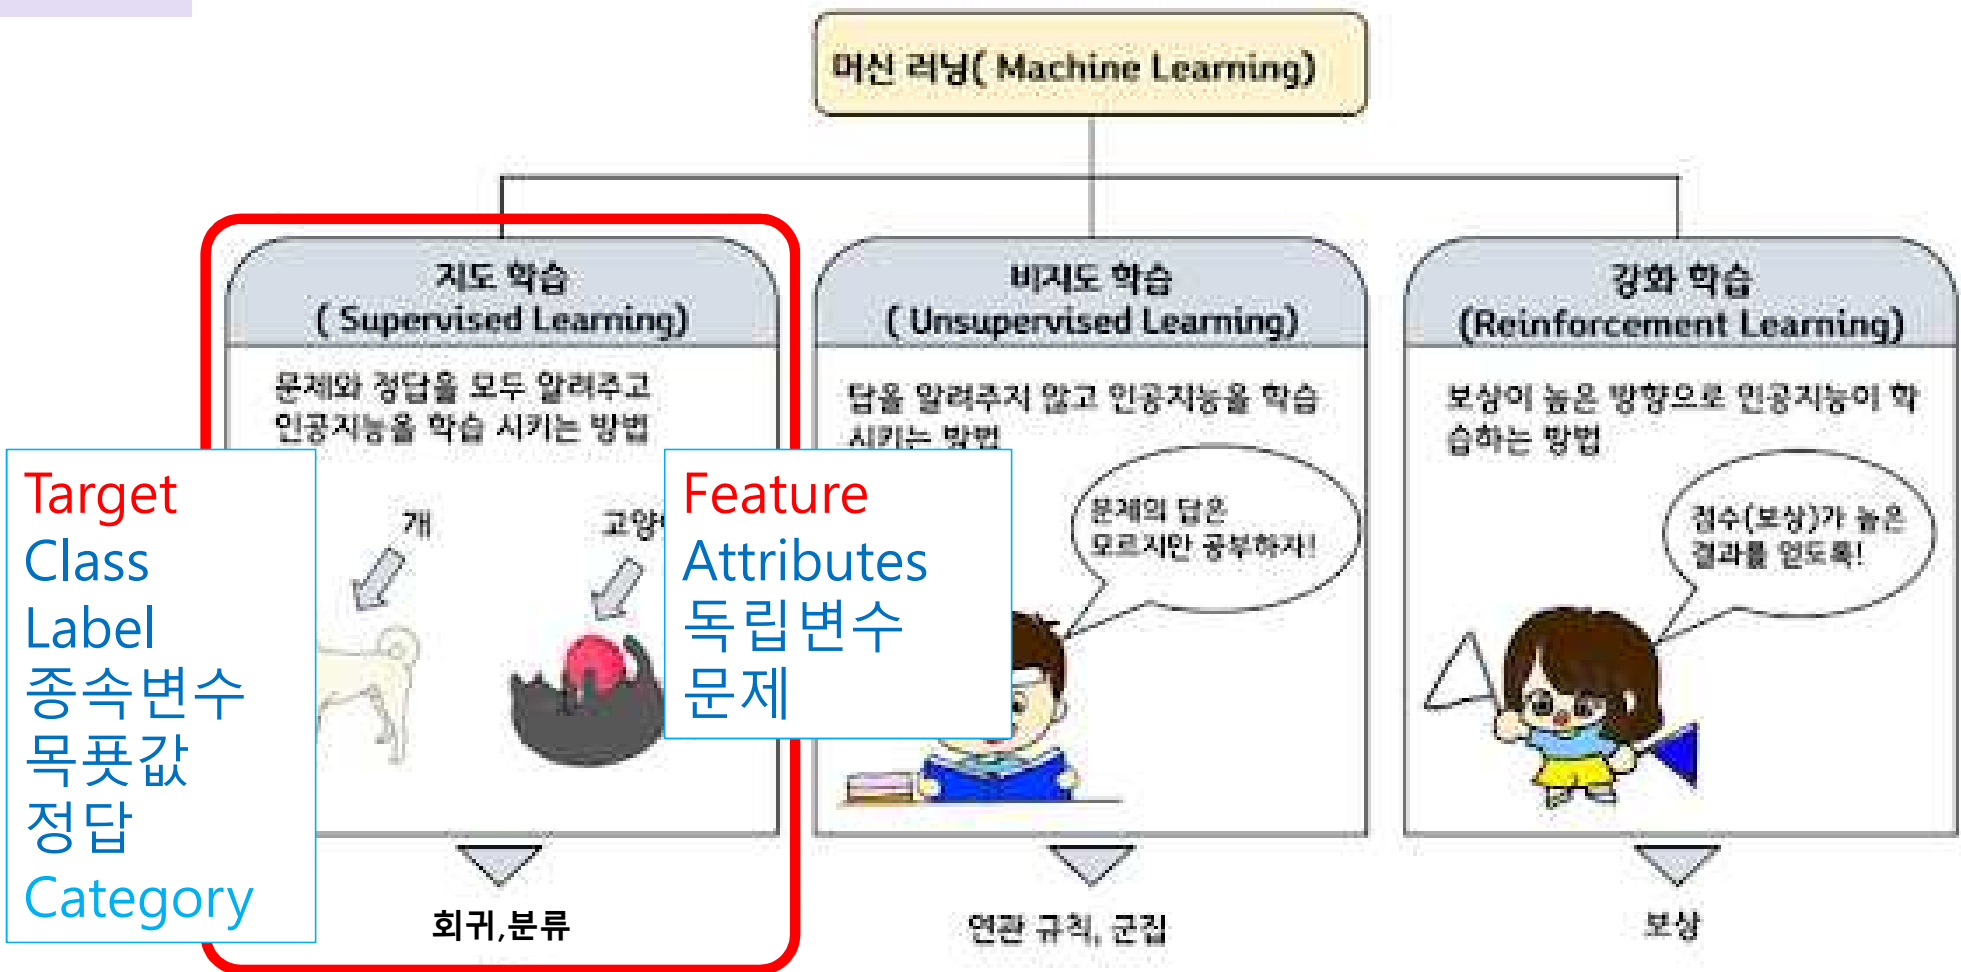 머신 러닝( Machine Learning)
지도 학습
( Supervised Learning)
문제와 정답을 모두 알려주고
인공지능을 학습 시키는 방법
Target
Class
Label
종속변수
목푯값
정답
Category
개
Feature
Attributes
독립변수
문제
회귀,분류
비지도 학습
( Unsupervised Learning)
답을 알려주지 않고 인공지능을 학습
시키는 방법
문제의 답은
모르지만 공부하자!
연관 규칙, 군집
강화 학습
(Reinforcement Learning)
보상이 높은 방향으로 인공지능이 학
습하는 방법
점수(보상)가 높은
결과를 얻도록!
보상